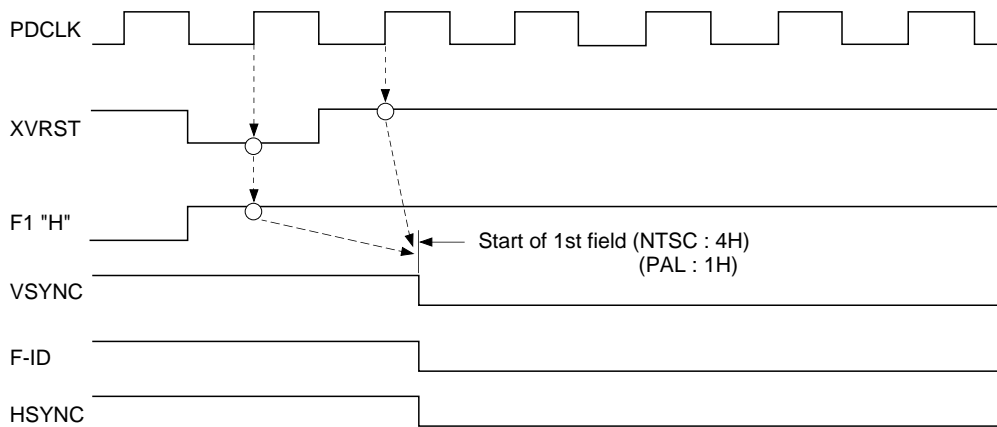 PDCLK
XVRST
F1 "H"
Start of 1st field (NTSC : 4H)
(PAL : 1H)
VSYNC
F-ID
HSYNC